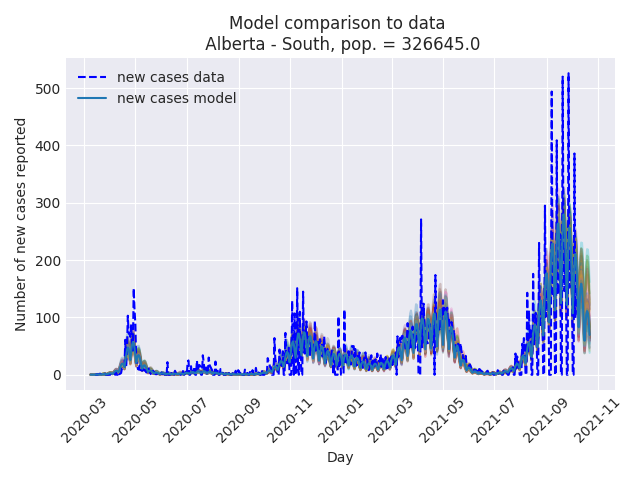 Model comparison to data
Alberta - South, pop. = 326645.0
new cases data
new cases model
Number of new cases reported
500
400
300
200
100
0
2020-03
2020-05
2020-07
2020-09
2020-11
2021-01
2021-03
2021-05
2021-07
2021-09
2021-11
Day